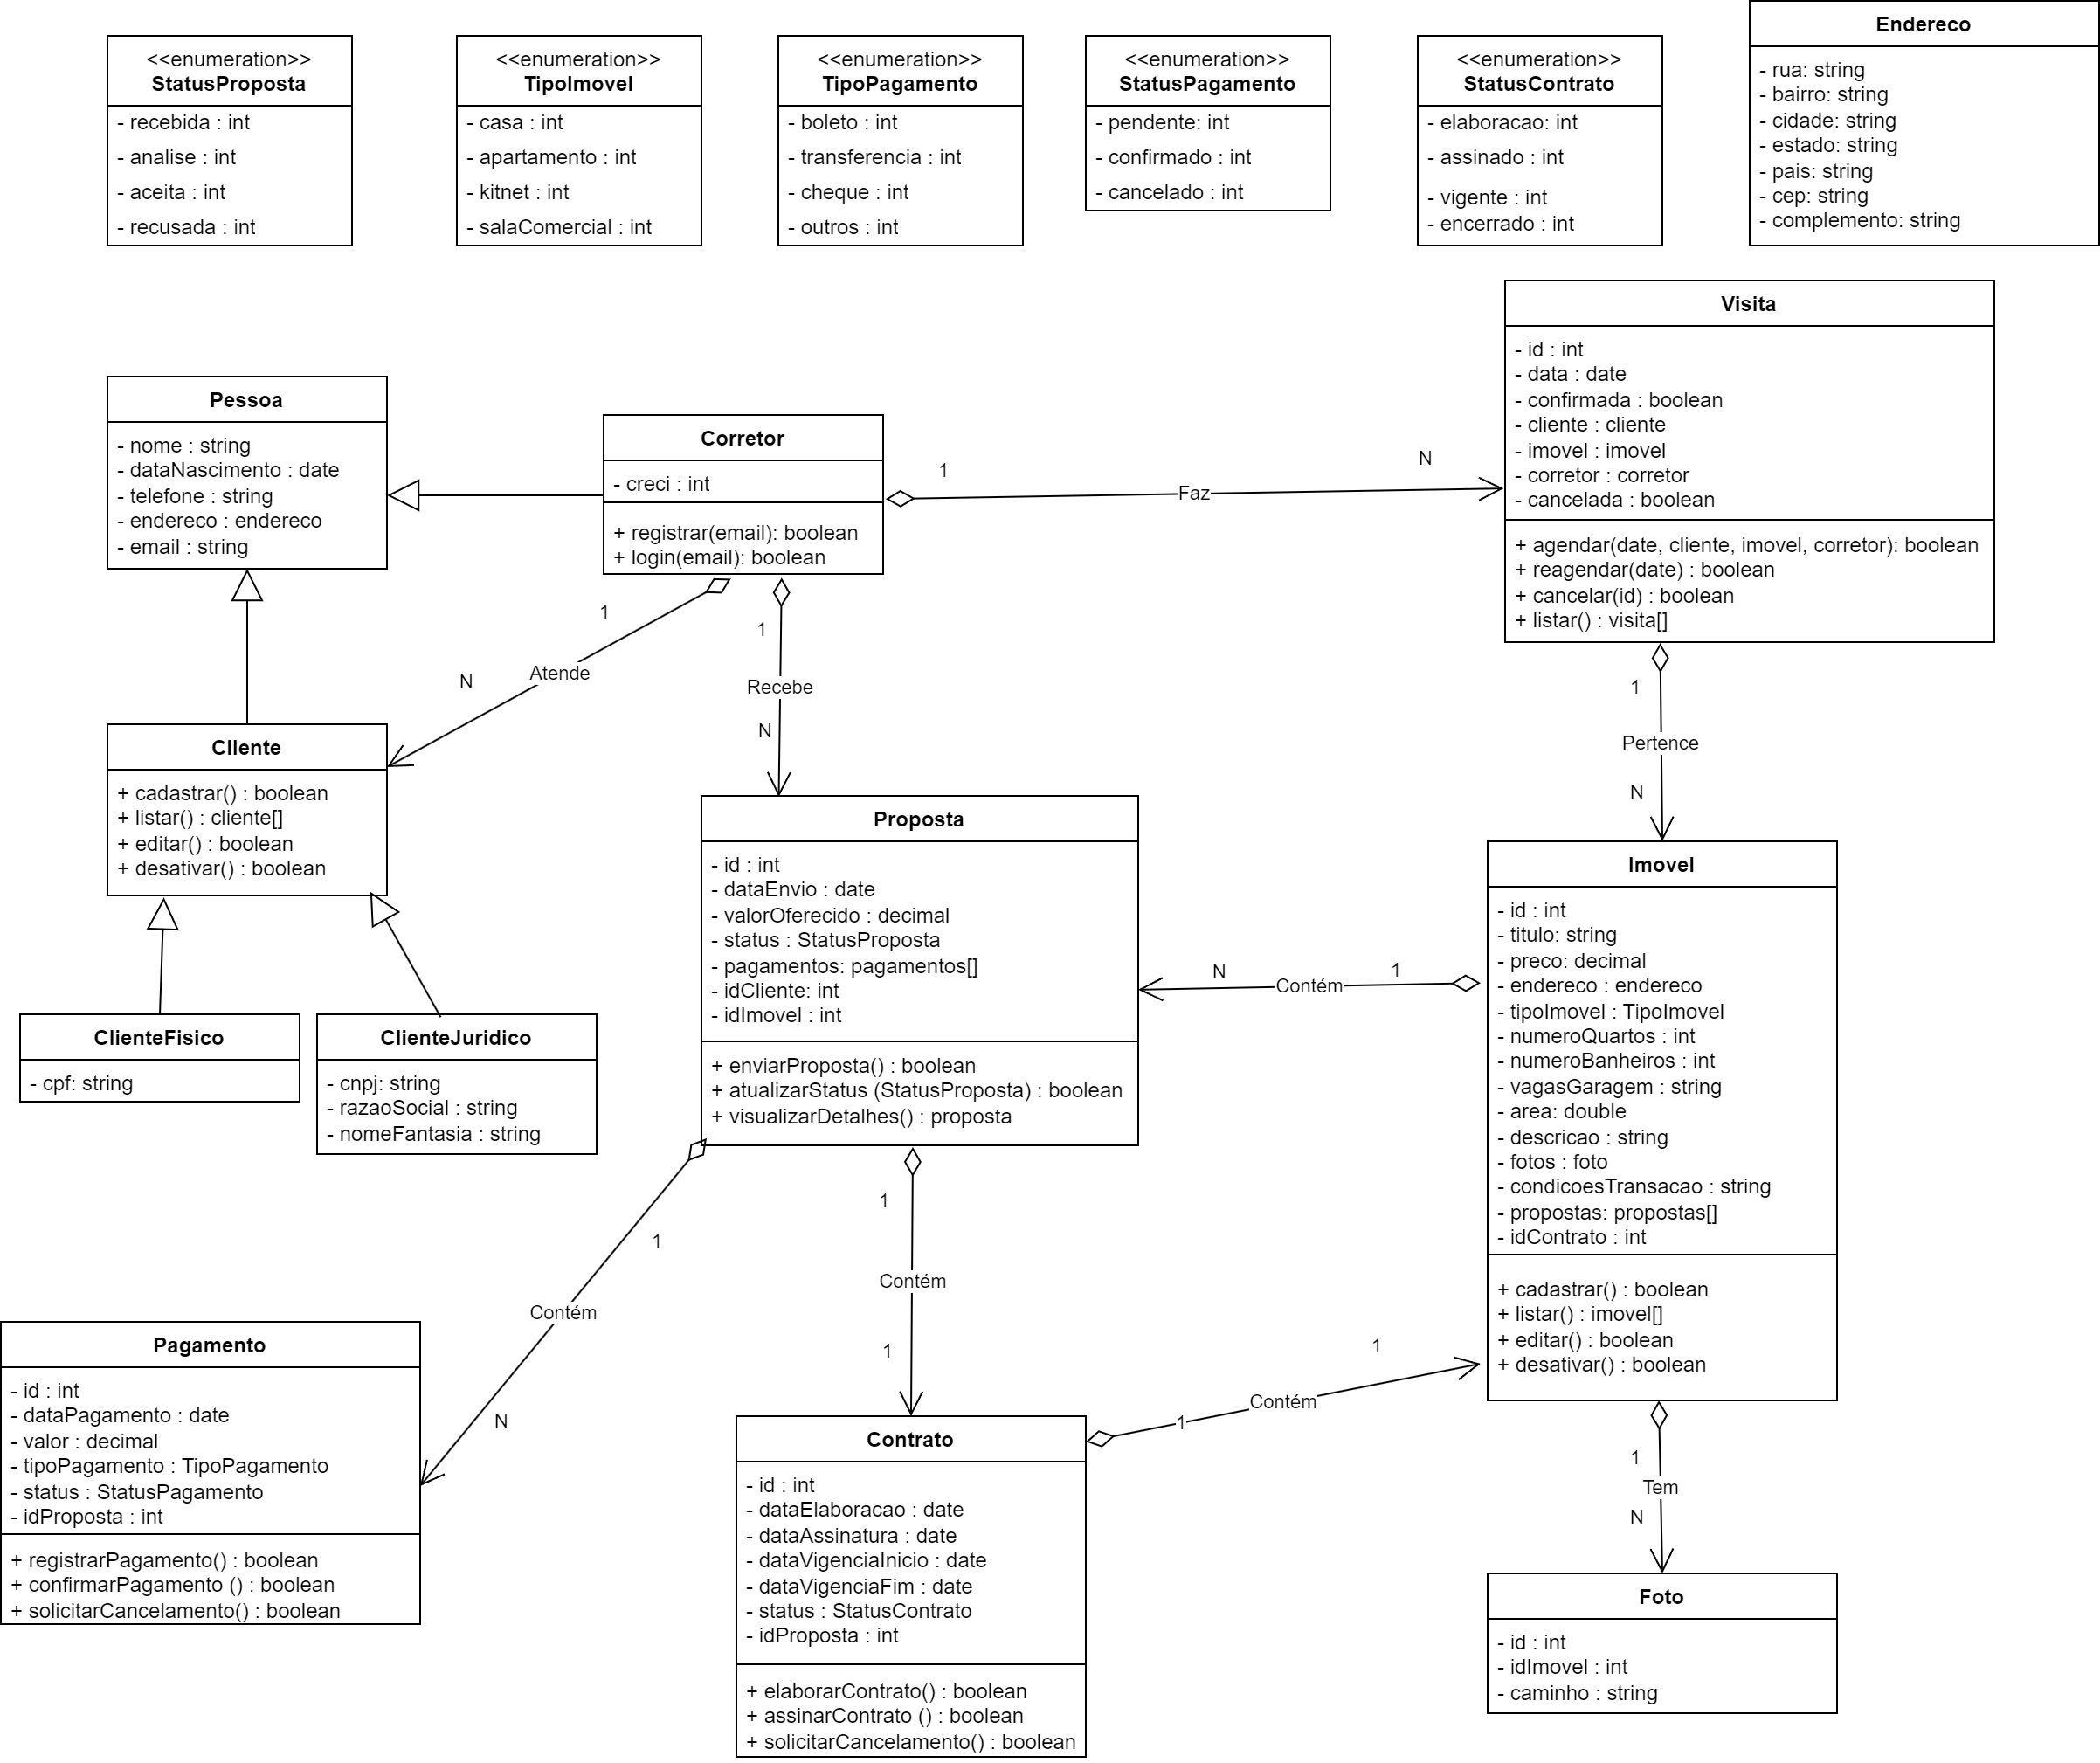 <<enumeration>>
StatusProposta
- recebida : int
- analise : int
- aceita : int
- recusada : int
<<enumeration>>
TipoImovel
- casa : int
- apartamento : int
- kitnet : int
- salaComercial : int
<<enumeration>>
TipoPagamento
- boleto : int
- transferencia : int
- cheque : int
- outros : int
<<enumeration>>
StatusPagamento
- pendente: int
- confirmado : int
- cancelado : int
<<enumeration>>
StatusContrato
- elaboracao: int
- assinado : int
- vigente : int
- encerrado : int
Endereco
- rua: string
- bairro: string
- cidade: string
- estado: string
- pais: string
- cep: string
- complemento: string
Visita
- id : int
- data : date
- confirmada : boolean
- cliente : cliente
- imovel : imovel
- corretor : corretor
- cancelada : boolean
+ agendar(date, cliente, imovel, corretor): boolean
+ reagendar(date) : boolean
+ cancelar(id) : boolean
+ listar() : visita[]
Pessoa
- nome : string
- dataNascimento : date
- telefone : string
- endereco : endereco
- email : string
Corretor
- creci : int
+ registrar(email): boolean
+ login(email): boolean
1
Faz
N
1
Atende
N
1
Recebe
N
1
Pertence
N
Cliente
+ cadastrar() : boolean
+ listar() : cliente[]
+ editar() : boolean
+ desativar() : boolean
Proposta
- id : int
- dataEnvio : date
- valorOferecido : decimal
- status : StatusProposta
- pagamentos: pagamentos[]
- idCliente: int
- idImovel : int
+ enviarProposta() : boolean
+ atualizarStatus (StatusProposta) : boolean
+ visualizarDetalhes() : proposta
N
Contém
1
Imovel
- id : int
- titulo: string
- preco: decimal
- endereco : endereco
- tipoImovel : TipoImovel
- numeroQuartos : int
- numeroBanheiros : int
- vagasGaragem : string
- area: double
- descricao : string
- fotos : foto
- condicoesTransacao : string
- propostas: propostas[]
- idContrato : int
+ cadastrar() : boolean
+ listar() : imovel[]
+ editar() : boolean
+ desativar() : boolean
ClienteFisico
- cpf: string
ClienteJuridico
- cnpj: string
- razaoSocial : string
- nomeFantasia : string
1
Contém
N
1
Contém
1
1
Contém
1
1
Tem
N
Pagamento
- id : int
- dataPagamento : date
- valor : decimal
- tipoPagamento : TipoPagamento
- status : StatusPagamento
- idProposta : int
+ registrarPagamento() : boolean
+ confirmarPagamento () : boolean
+ solicitarCancelamento() : boolean
Contrato
- id : int
- dataElaboracao : date
- dataAssinatura : date
- dataVigenciaInicio : date
- dataVigenciaFim : date
- status : StatusContrato
- idProposta : int
+ elaborarContrato() : boolean
+ assinarContrato () : boolean
+ solicitarCancelamento() : boolean
Foto
- id : int
- idImovel : int
- caminho : string